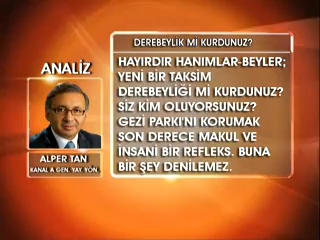 DEREBEYLİK Mİ KURDUNUZ?
ANALİZ
ALPER TAN
KANAL A GEN. YAY. YÖN.
HAYIRDIR HANIMLAR-BEYLER;
YENİ BİR TAKSİM
DEREBEYLİĞİ Mİ KURDUNUZ?
SİZ KİM OLUYORSUNUZ?
GEZİ PARKI'NI KORUMAK
SON DERECE MAKUL VE
İNSANİ BİR REFLEKS. BUNA
BİR ŞEY DENİLEMEZ.